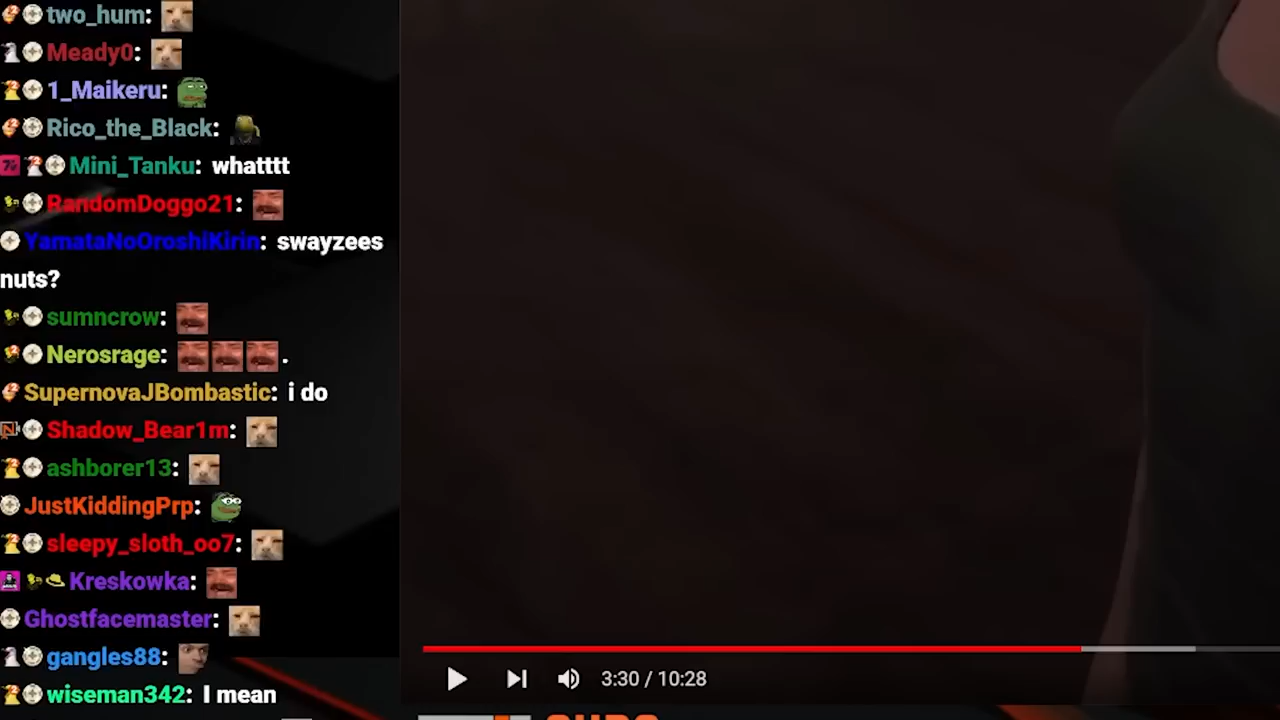 two_hum:
Meady0:
1_Maikeru:
Rico_the_Black:
Mini_Tanku: whatttt
RandomDoggo21:
YamataNoOroshiKirin: swayzees
nuts?
sumncrow:
Nerosrage: .
SupernovaJBombastic: i do
Shadow_Bear1m:
ashborer13:
JustKiddingPrp:
sleepy_sloth_oo7:
Kreskowka:
Ghostfacemaster:
gangles88:
wiseman342: I mean
3:30 / 10:28